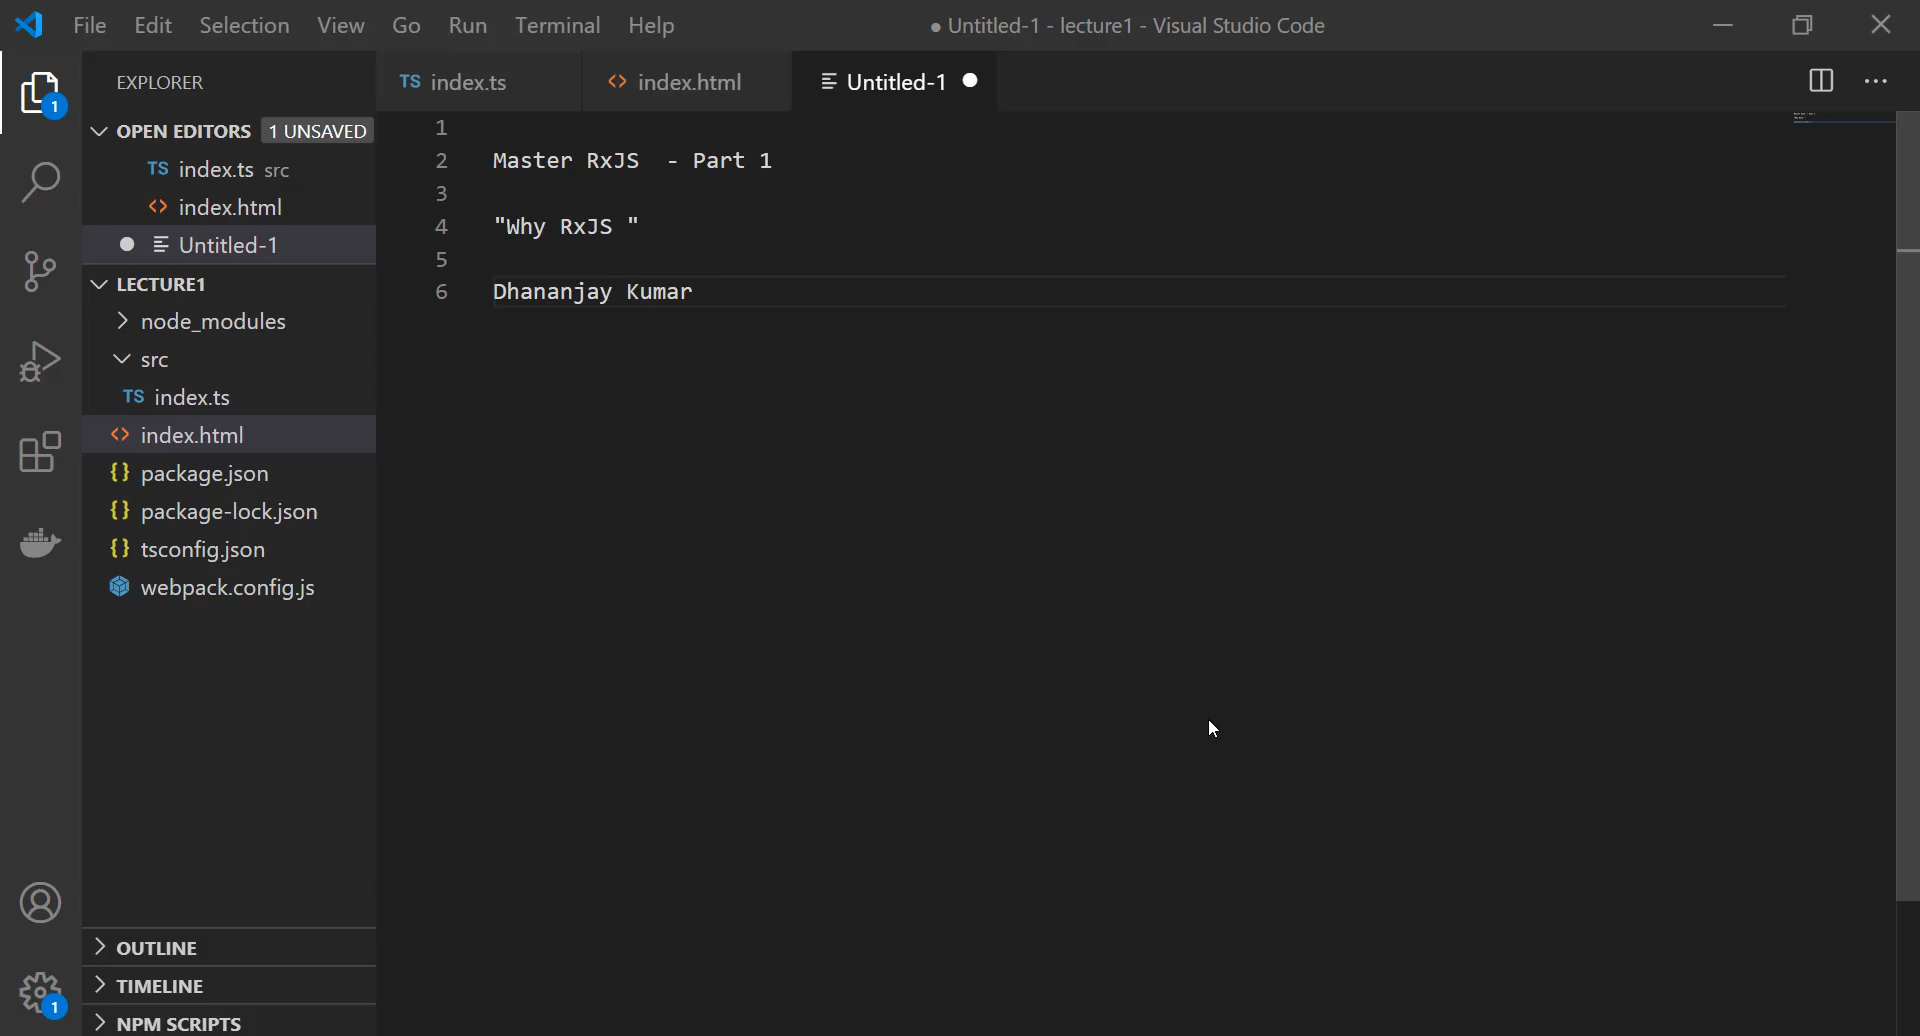 File Edit Selection View Go Run Terminal Help
● Untitled-1 - lecture1 - Visual Studio Code
EXPLORER
OPEN EDITORS 1 UNSAVED
TS index.ts src
<> index.html
Untitled-1
LECTURE1
node_modules
src
TS index.ts
<> index.html
{} package.json
{} package-lock.json
{} tsconfig.json
webpack.config.js
OUTLINE
TIMELINE
NPM SCRIPTS
1
1
TS index.ts
<> index.html
Untitled-1
1
2 Master RxJS  - Part 1
3
4 "Why RxJS "
5
6 Dhananjay Kumar